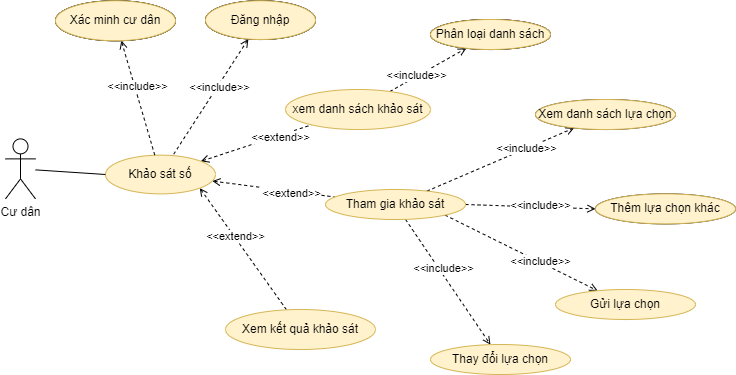 Xác minh cư dân
Đăng nhập
Phân loại danh sách
<<include>>
<<include>>
<<include>>
xem danh sách khảo sát
Xem danh sách lựa chọn
<<extend>>
<<include>>
Khảo sát số
Cư dân
<<extend>>
Tham gia khảo sát
<<include>>
Thêm lựa chọn khác
<<extend>>
<<include>>
<<include>>
Gửi lựa chọn
Xem kết quả khảo sát
Thay đổi lựa chọn